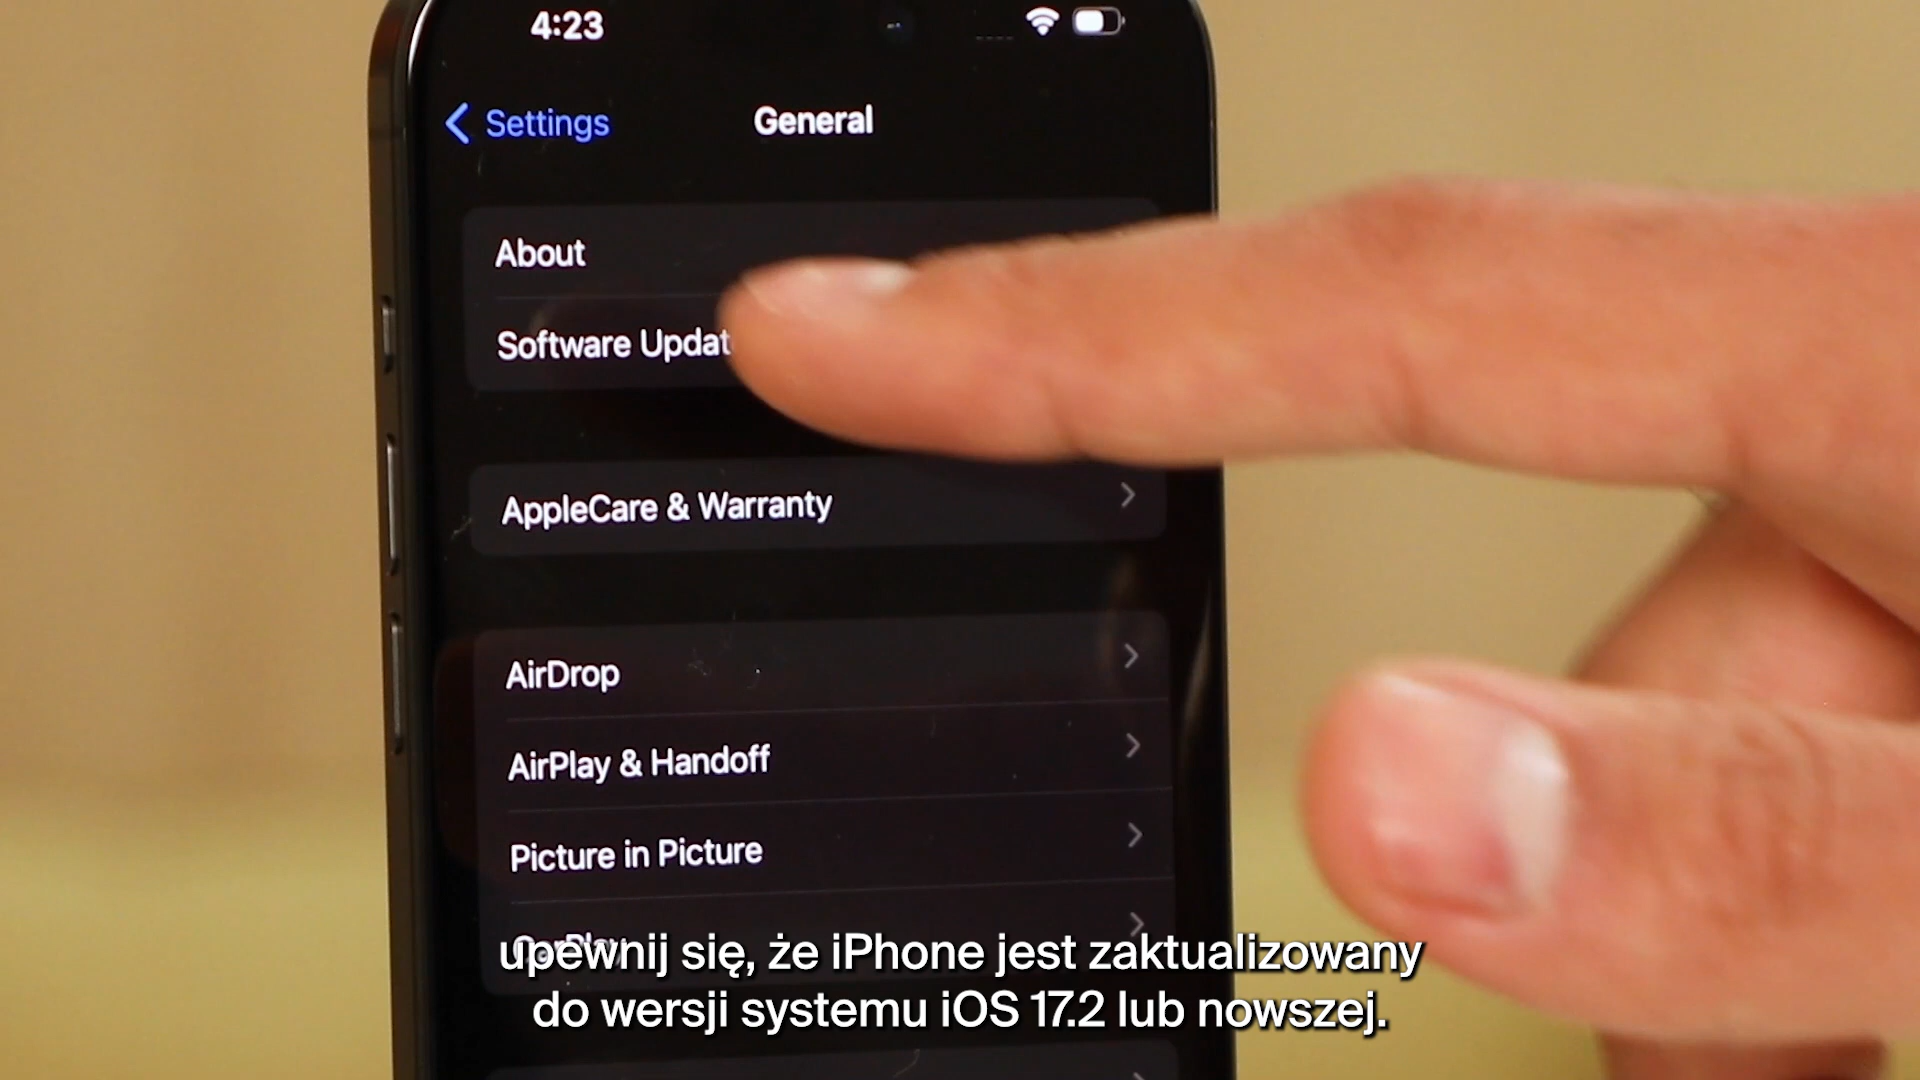 4:23
Settings
General
About
Software Updat
AppleCare & Warranty
AirDrop
AirPlay & Handoff
Picture in Picture
CarPlay
upewnij się, że iPhone jest zaktualizowany
do wersji systemu iOS 17.2 lub nowszej.